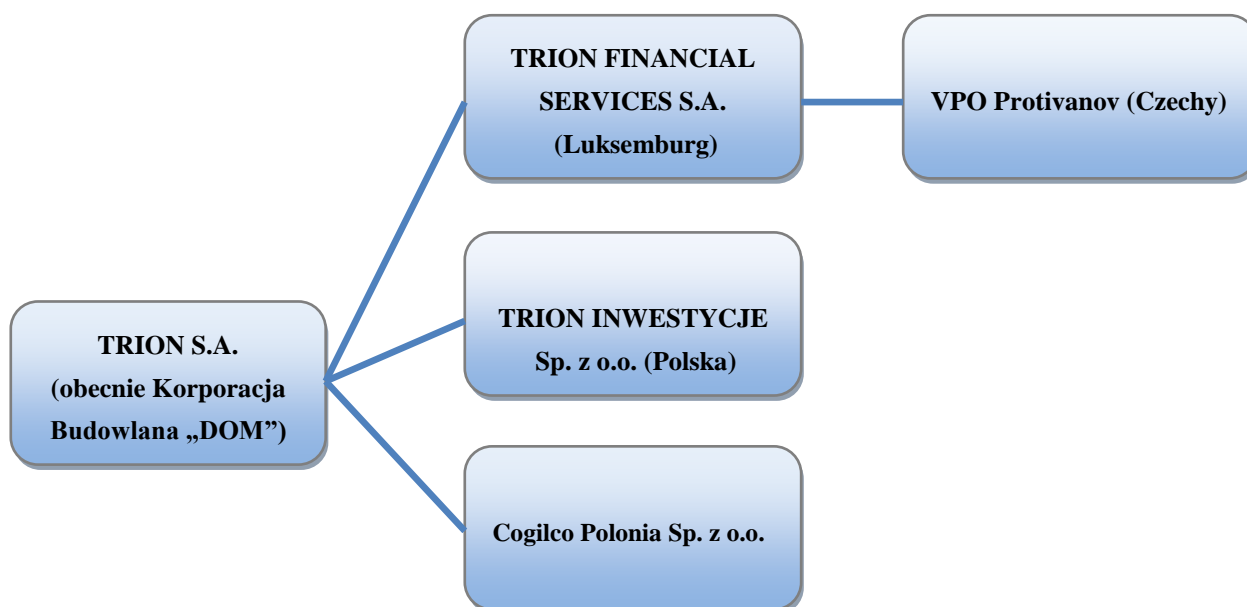 TRION FINANCIAL
SERVICES S.A.
(Luksemburg)
VPO Protivanov (Czechy)
TRION INWESTYCJE
Sp. z o.o. (Polska)
TRION S.A.
(obecnie Korporacja
Budowlana „DOM”)
Cogilco Polonia Sp. z o.o.